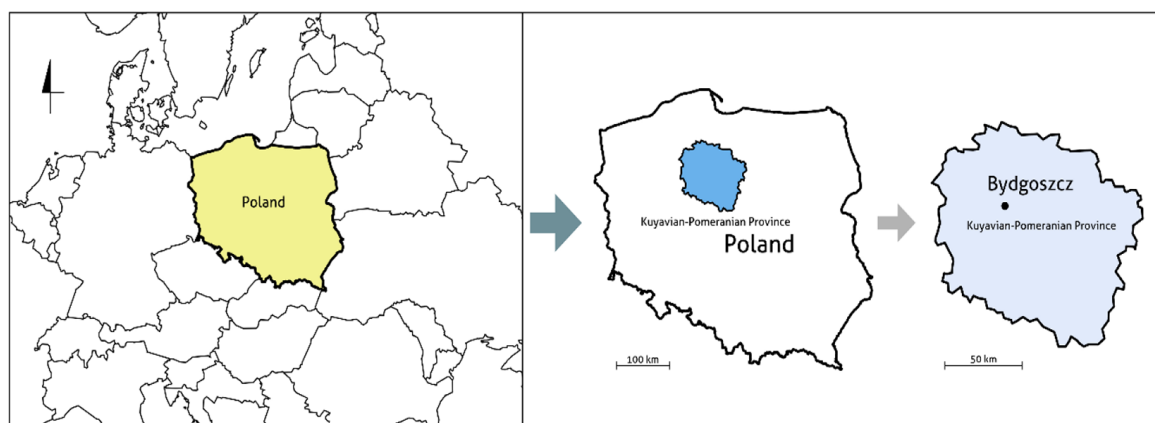 Poland
Kuyavian-Pomeranian Province
Poland
100 km
Bydgoszcz
Kuyavian-Pomeranian Province
50 km